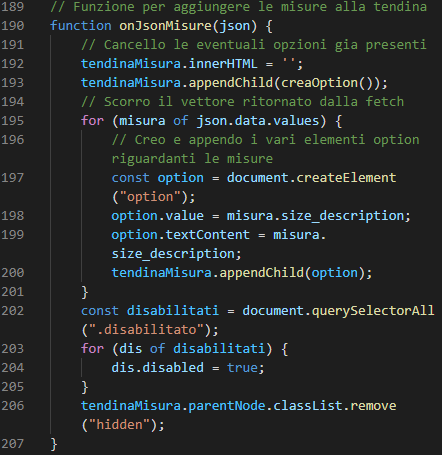 189 // Funzione per aggiungere le misure alla tendina
190 function onJsonMisure(json) {
191 // Cancello le eventuali opzioni gia presenti
192 tendinaMisura.innerHTML = '';
193 tendinaMisura.appendChild(creaOption());
194 // Scorro il vettore ritornato dalla fetch
195 for (misura of json.data.values) {
196 // Creo e appendo i vari elementi option
riguardanti le misure
197 const option = document.createElement
("option");
198 option.value = misura.size_description;
199 option.textContent = misura.
size_description;
200 tendinaMisura.appendChild(option);
201 }
202 const disabilitati = document.querySelectorAll
(".disabilitato");
203 for (dis of disabilitati) {
204 dis.disabled = true;
205 }
206 tendinaMisura.parentNode.classList.remove
("hidden");
207 }